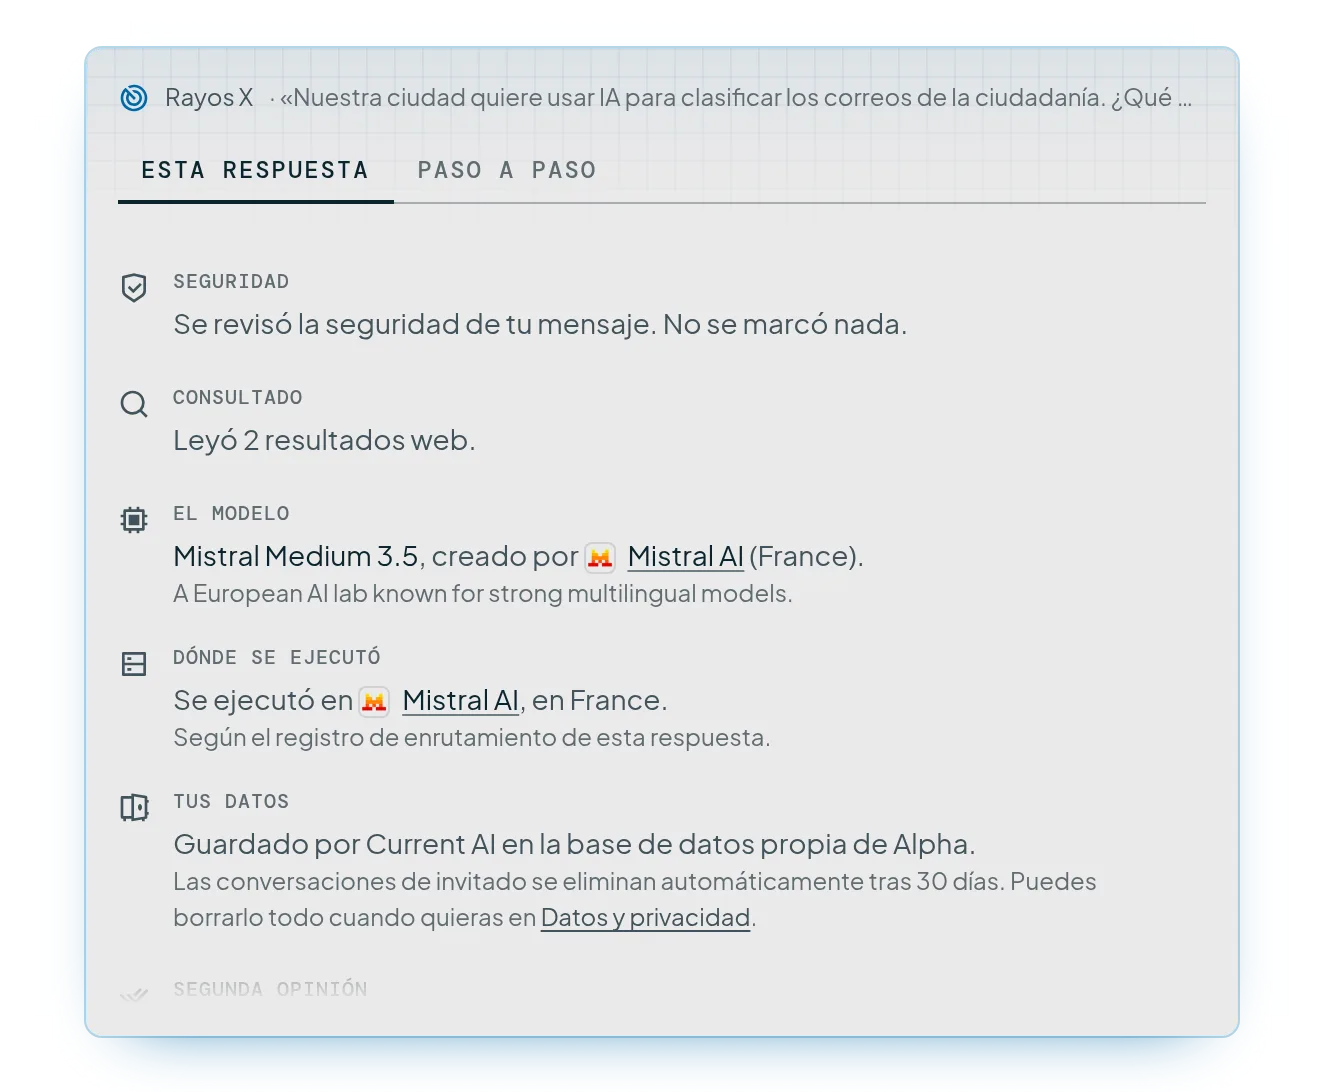 Rayos X · «Nuestra ciudad quiere usar IA para clasificar los correos de la ciudadanía. ¿Qué ...
ESTA RESPUESTA PASO A PASO
SEGURIDAD
Se revisó la seguridad de tu mensaje. No se marcó nada.
CONSULTADO
Leyó 2 resultados web.
EL MODELO
Mistral Medium 3.5, creado por Mistral AI (France).
A European AI lab known for strong multilingual models.
DÓNDE SE EJECUTÓ
Se ejecutó en Mistral AI, en France.
Según el registro de enrutamiento de esta respuesta.
TUS DATOS
Guardado por Current AI en la base de datos propia de Alpha.
Las conversaciones de invitado se eliminan automáticamente tras 30 días. Puedes
borrarlo todo cuando quieras en Datos y privacidad.
SEGUNDA OPINIÓN